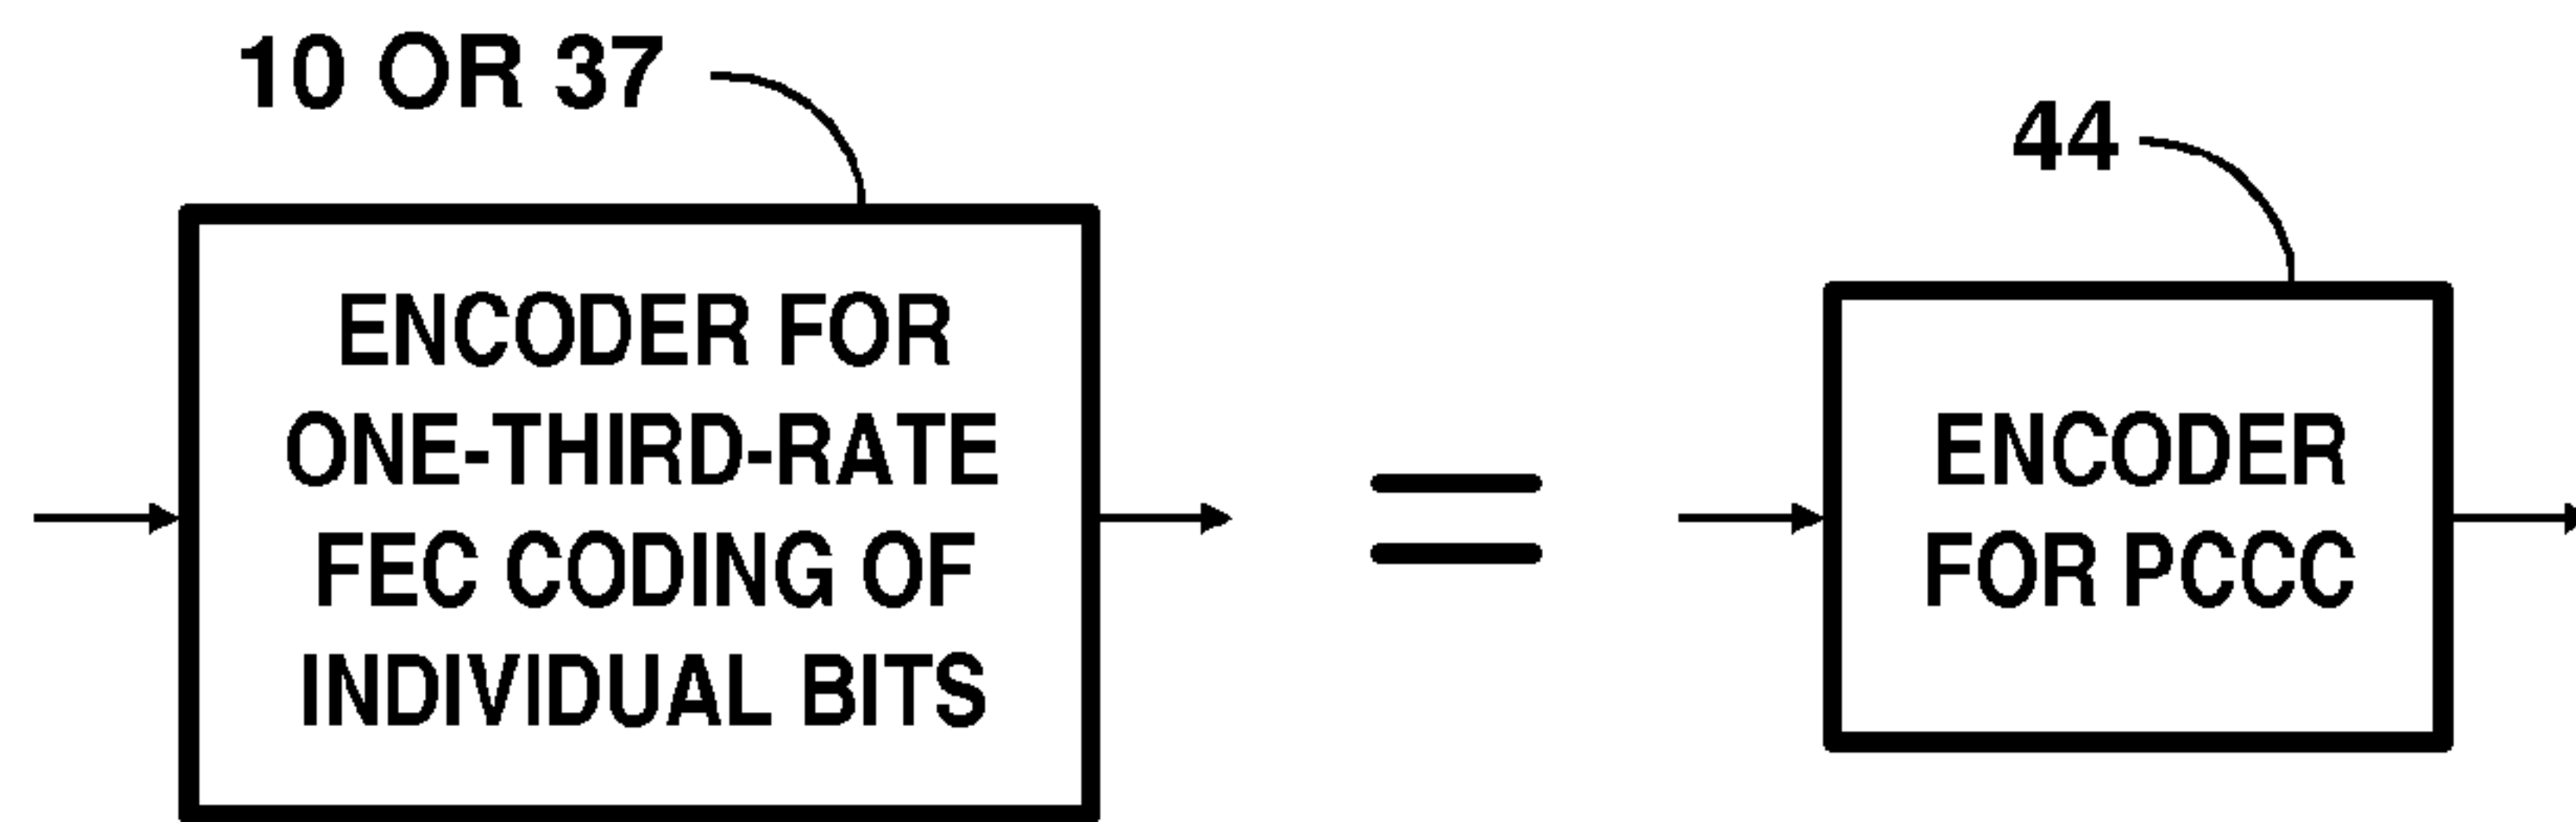 10 OR 37
ENCODER FOR
ONE-THIRD-RATE
FEC CODING OF
INDIVIDUAL BITS
=
44
ENCODER
FOR PCCC